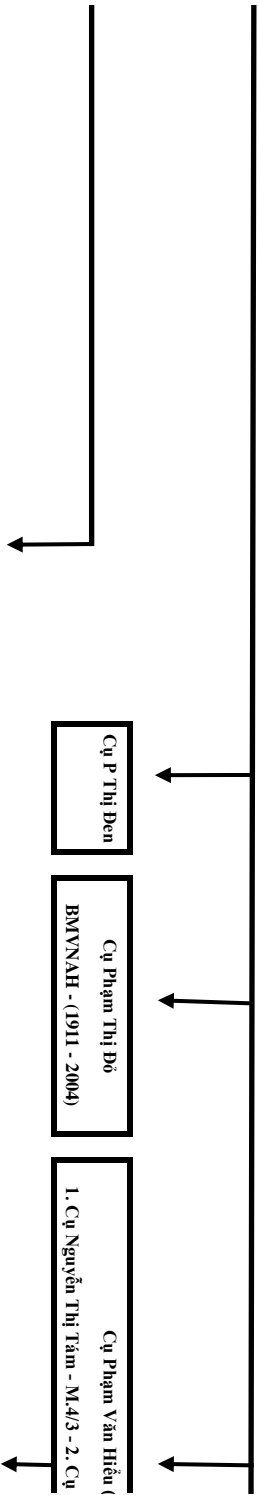 Cụ P Thị Đen
Cụ Phạm Thị Đỏ
BMVNAH - (1911 - 2004)
Cụ Phạm Văn Hiểu (
1. Cụ Nguyễn Thị Tám - M.4/3 - 2. Cụ